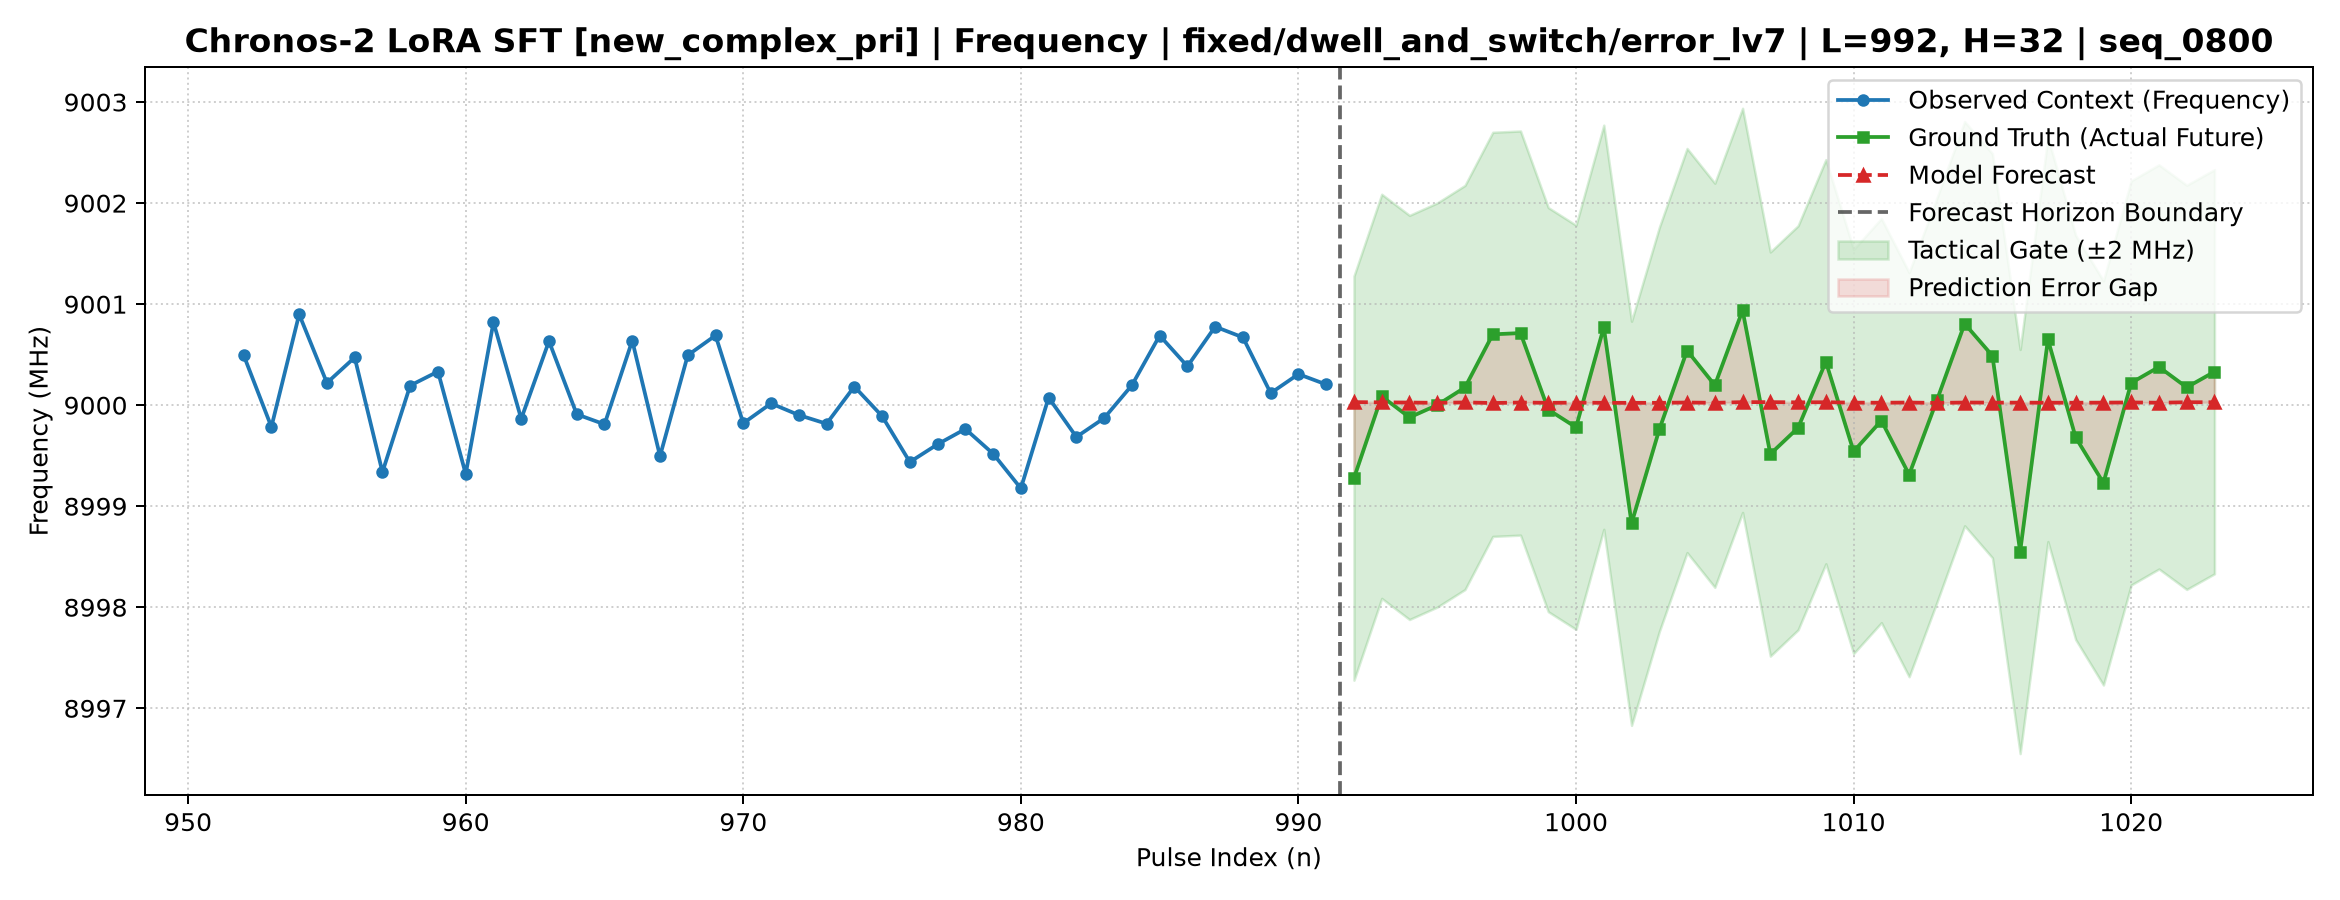 Chronos-2 LoRA SFT [new_complex_pri] | Frequency | fixed/dwell_and_switch/error_lv7 | L=992, H=32 | seq_0800
Observed Context (Frequency)
Ground Truth (Actual Future)
Model Forecast
Forecast Horizon Boundary
Tactical Gate (±2 MHz)
Prediction Error Gap
Frequency (MHz)
9003
9002
9001
9000
8999
8998
8997
950 960 970 980 990 1000 1010 1020
Pulse Index (n)